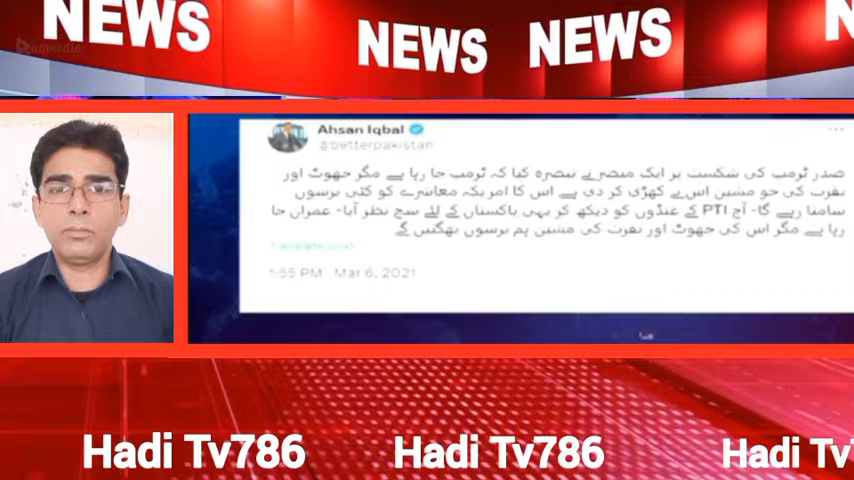 NEWS
NEWS NEWS
Ahsan Iqbal
@betterpakistan
صدر ٹرمپ کی شکست پر ایک مبصر نے تبصرہ کیا کہ ٹرمپ جا رہا ہے مگر جھوٹ اور
نفرت کی جو مشین اس نے کھڑی کر دی ہے اس کا امریکہ معاشرے کو کئی برسوں
سامنا رہے گا- آج PTI کے غنڈوں کو دیکھ کر یہی پاکستان کے لئے سچ نظر آیا- عمران جا
رہا ہے مگر اس کی جھوٹ اور نفرت کی مشین ہم برسوں بھگتیں گے
1:55 PM Mar 6, 2021
Hadi Tv786 Hadi Tv786 Hadi Tv7